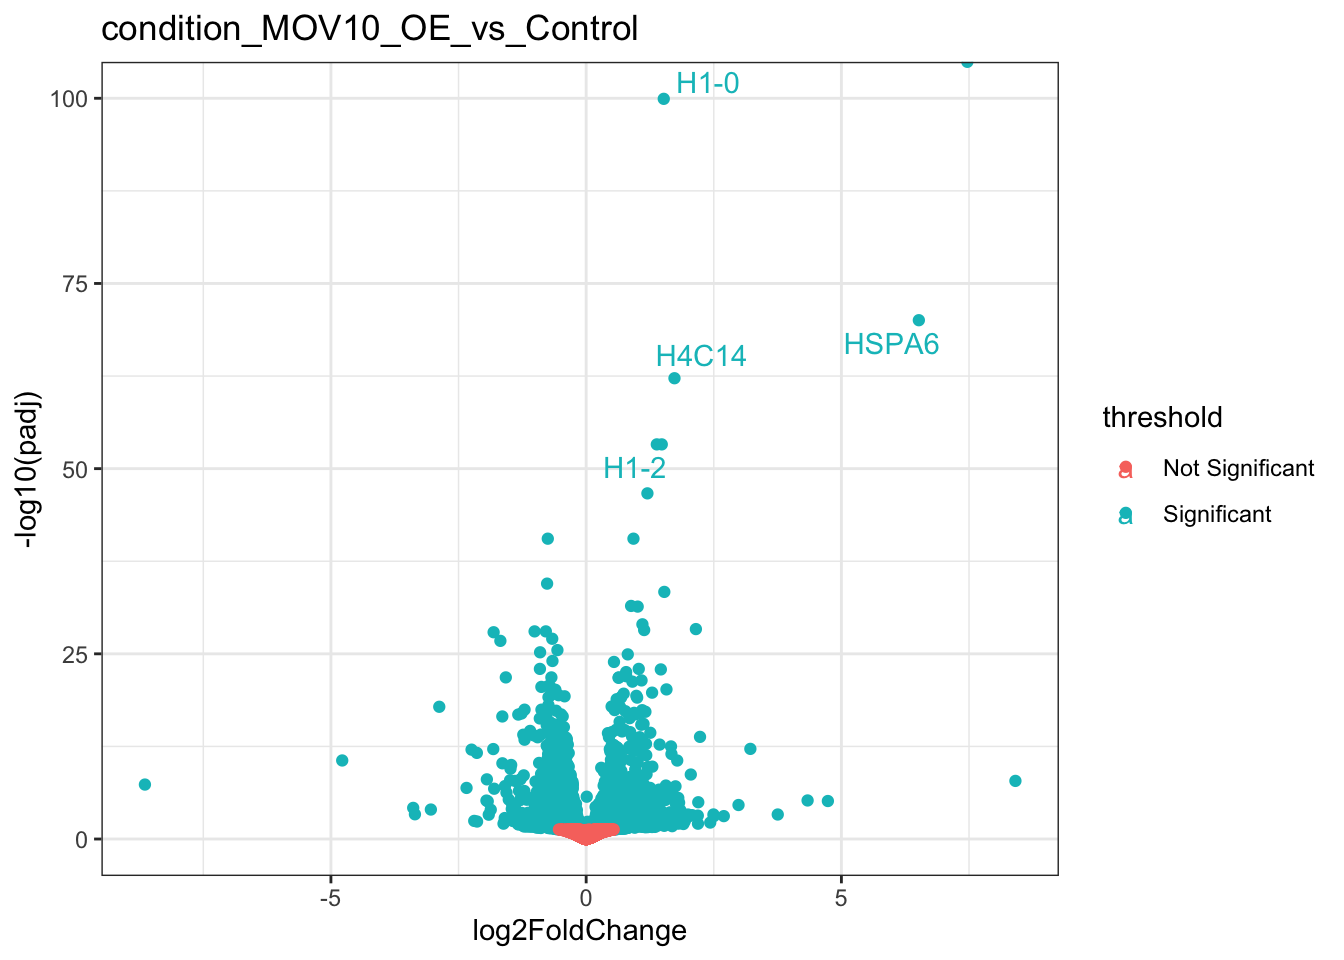 condition_MOV10_OE_vs_Control
H1-0
100
75
HSPA6
H4C14
threshold
-log10(padj)
50
H1-2
a Not Significant
a Significant
25
0
-5 0 5
log2FoldChange